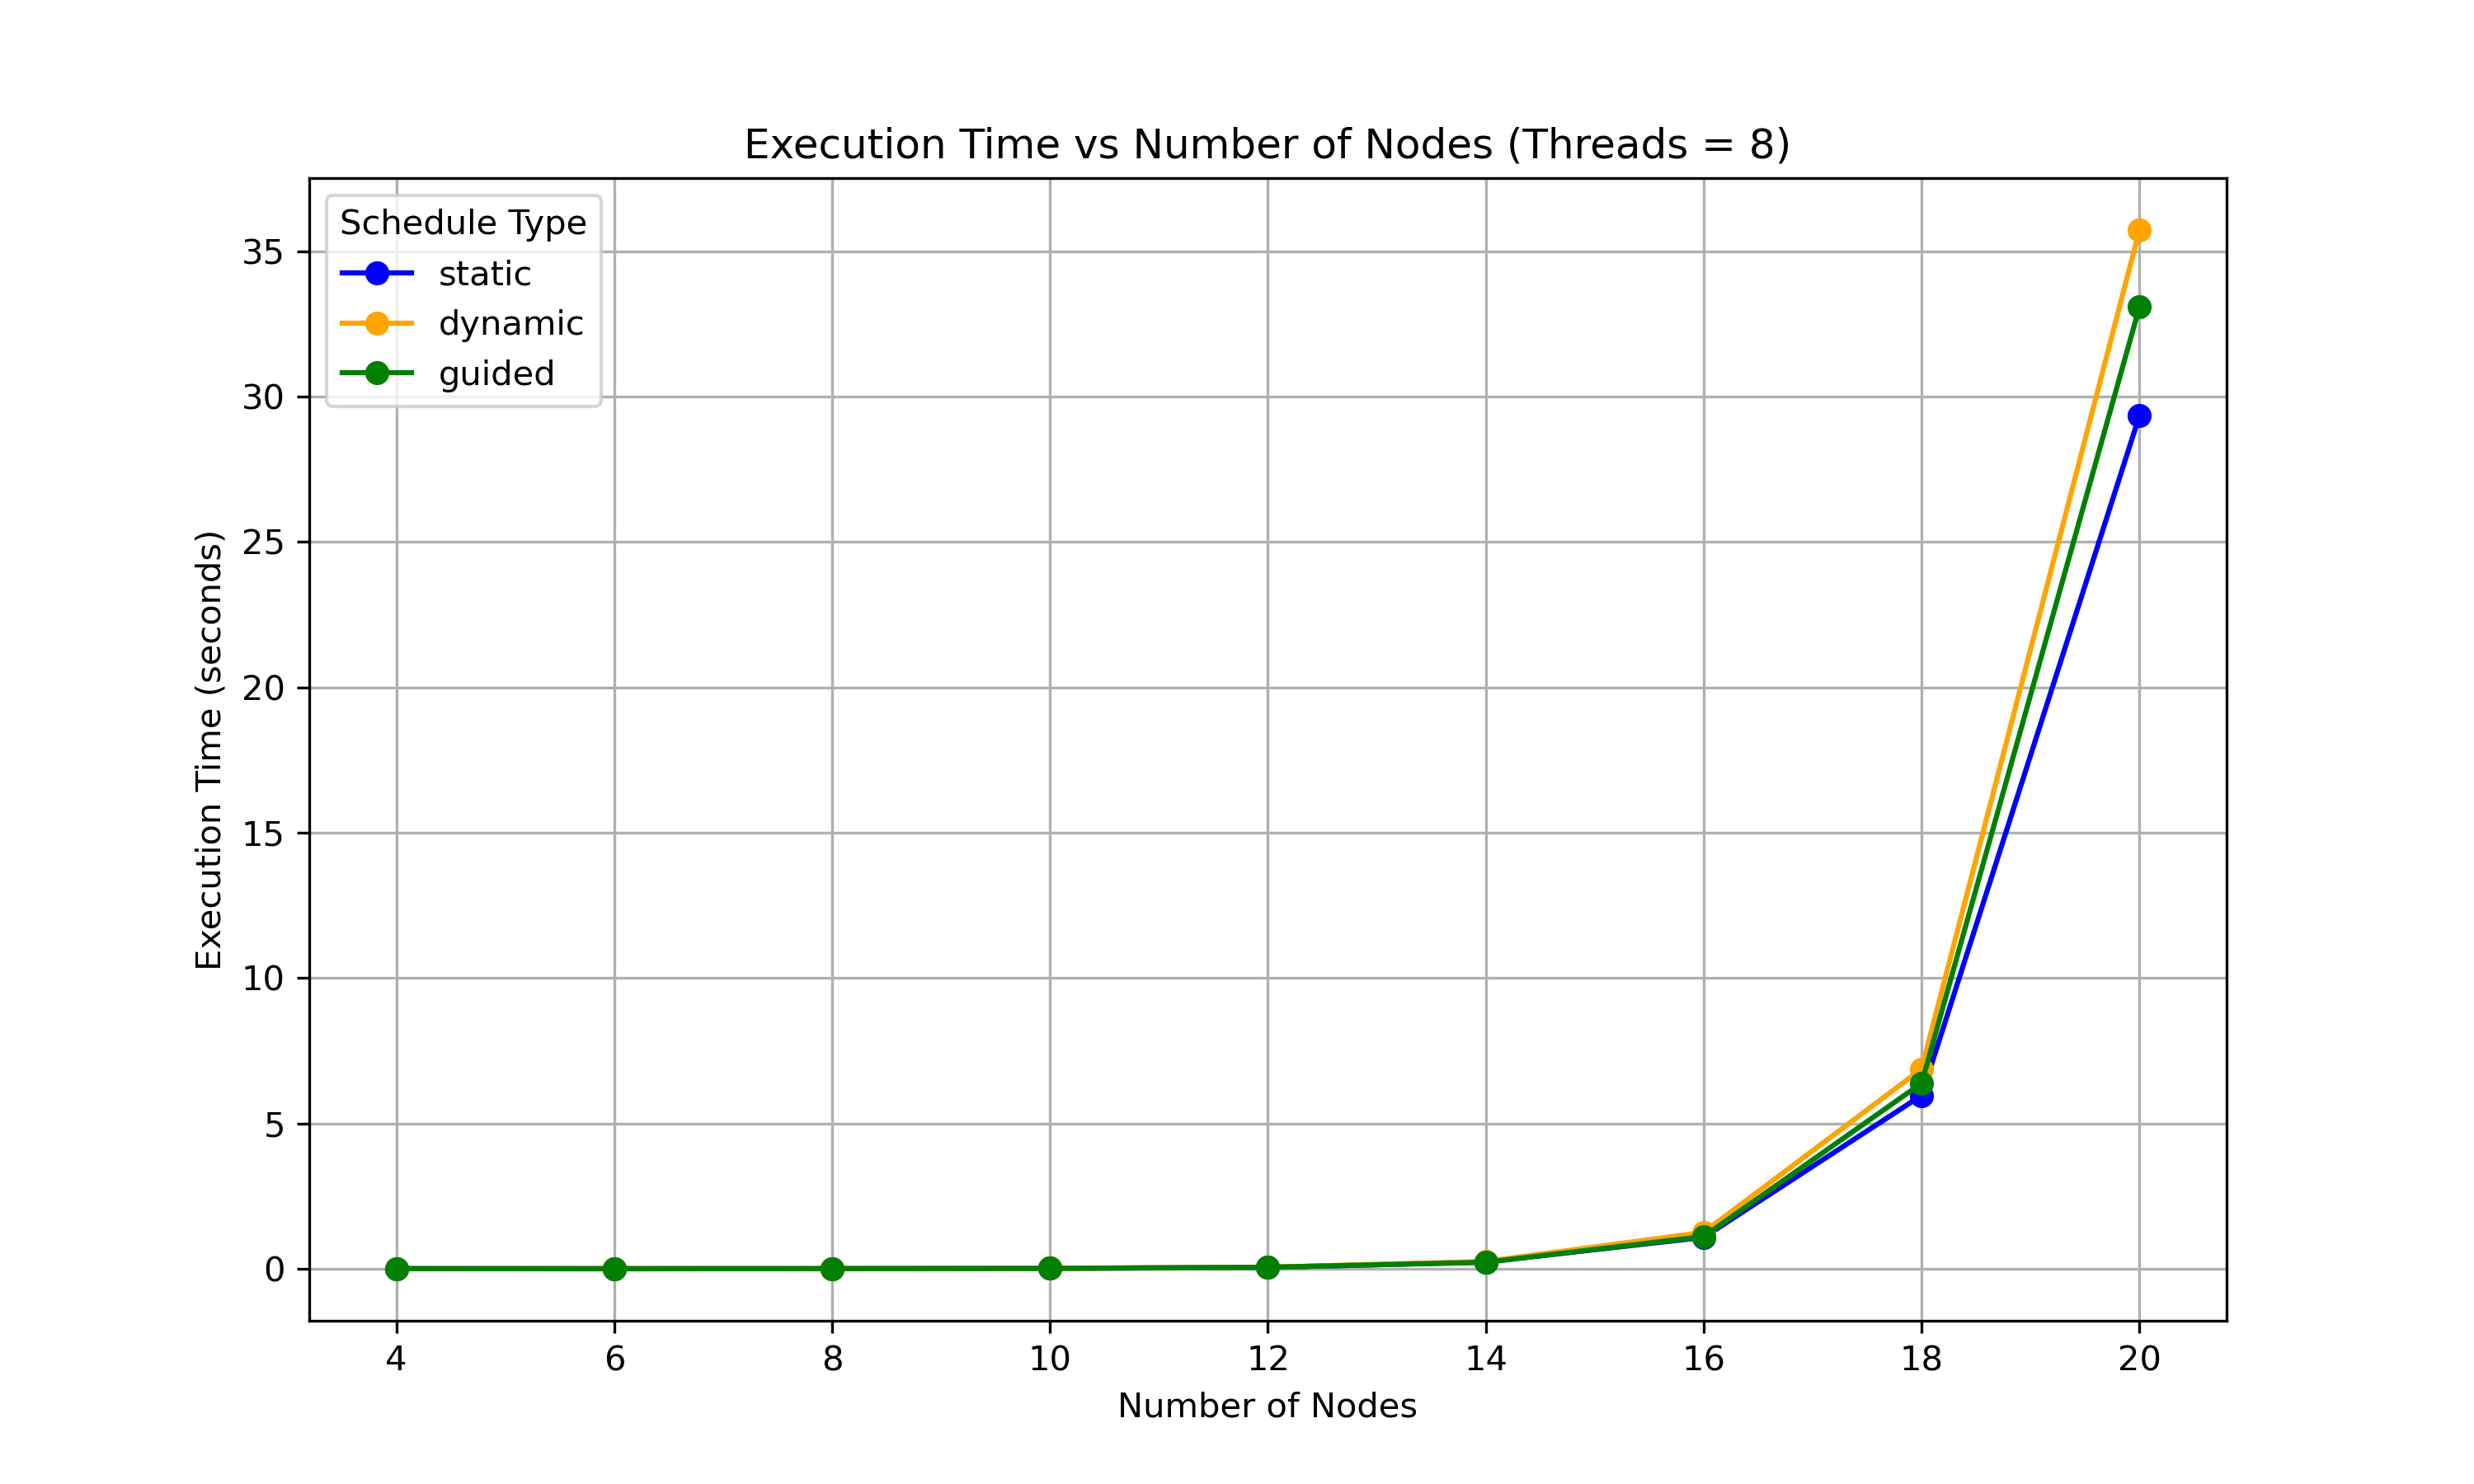 Execution Time vs Number of Nodes (Threads = 8)
Schedule Type
static
dynamic
guided
Execution Time (seconds)
35
30
25
20
15
10
5
0
4 6 8 10 12 14 16 18 20
Number of Nodes